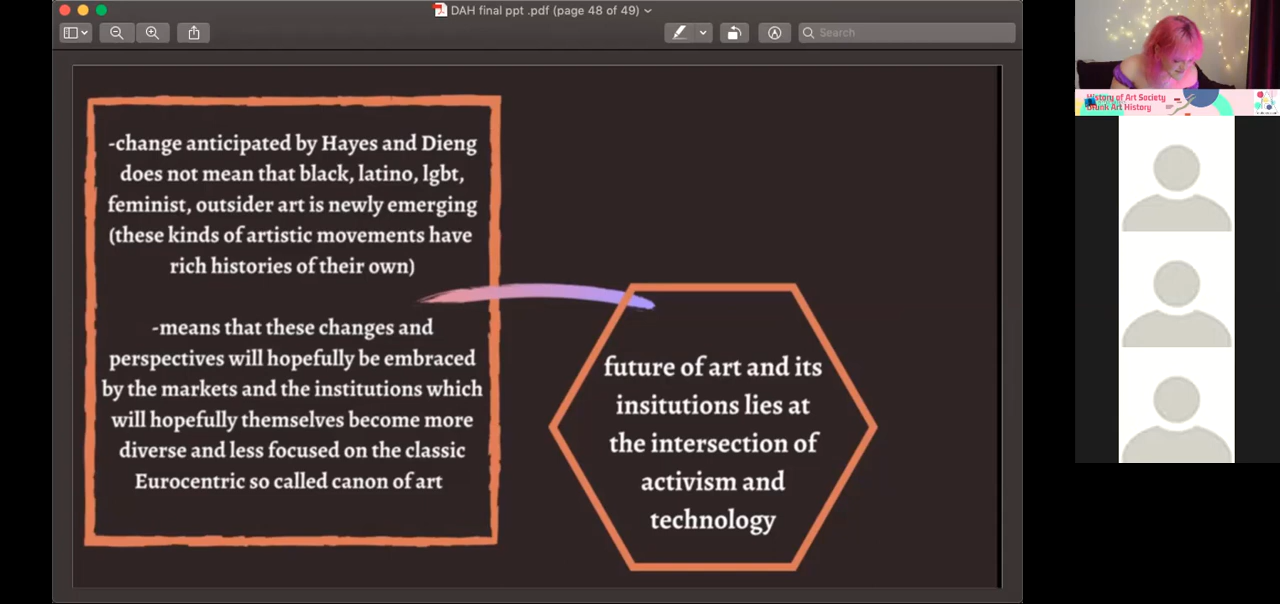 DAH final ppt .pdf (page 48 of 49)
Search
-change anticipated by Hayes and Dieng
does not mean that black, latino, lgbt,
feminist, outsider art is newly emerging
(these kinds of artistic movements have
rich histories of their own)
-means that these changes and
perspectives will hopefully be embraced
by the markets and the institutions which
will hopefully themselves become more
diverse and less focused on the classic
Eurocentric so called canon of art
future of art and its
insitutions lies at
the intersection of
activism and
technology
History of Art Society
Drunk Art History